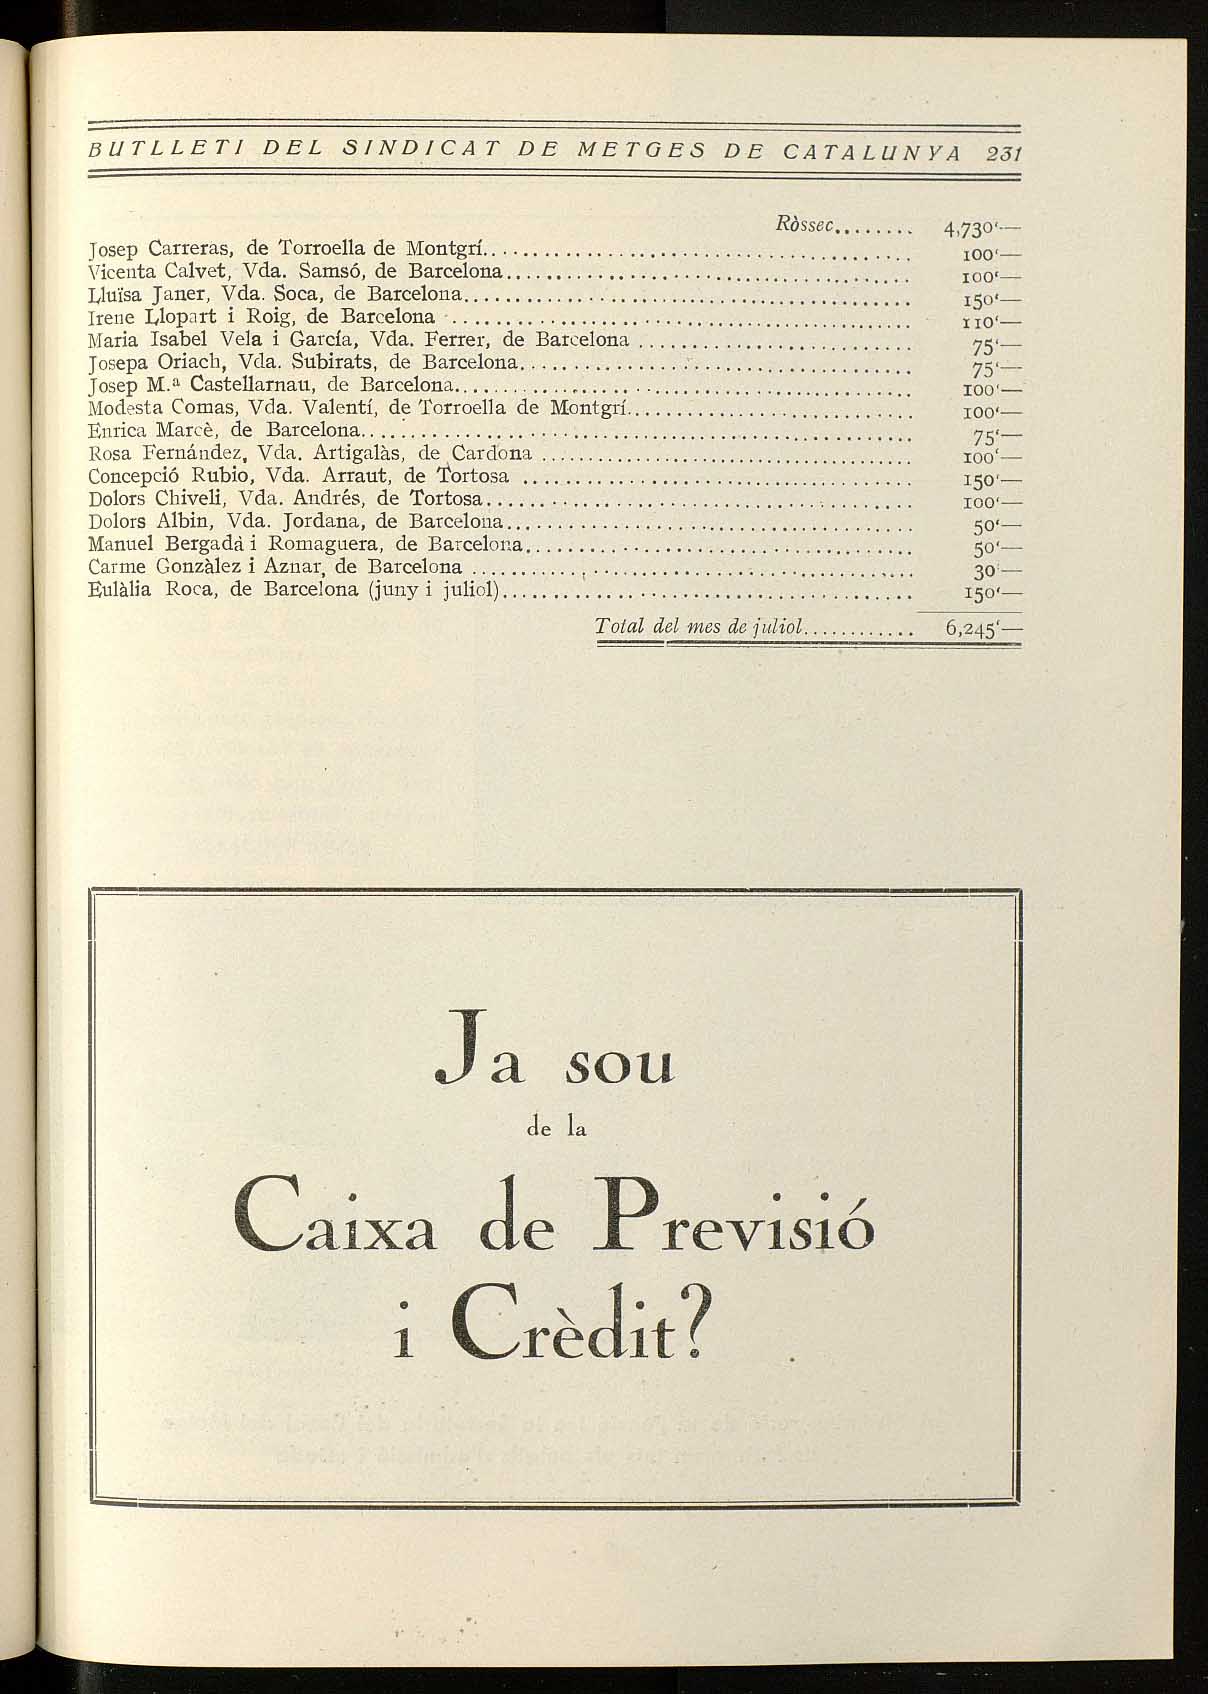 BUTLLETI DEL SINDICAT DE METGES DE CATALUNYA 231
Ròssec........ 4,730‘—
Josep Carreras, de Torroella de Montgrí........ 100‘—
Vicenta Calvet, Vda. Samsó, de Barcelona........ 100‘—
Lluïsa Janer, Vda. Soca, de Barcelona........ 150‘—
Irene Llopart i Roig, de Barcelona........ 110‘—
Maria Isabel Vela i García, Vda. Ferrer, de Barcelona........ 75‘—
Josepa Oriach, Vda. Subirats, de Barcelona........ 75‘—
Josep M.ª Castellarnau, de Barcelona........ 100‘—
Modesta Comas, Vda. Valentí, de Torroella de Montgrí........ 100‘—
Enrica Marcè, de Barcelona........ 75‘—
Rosa Fernández, Vda. Artigalàs, de Cardona........ 100‘—
Concepció Rubio, Vda. Arraut, de Tortosa........ 150‘—
Dolors Chiveli, Vda. Andrés, de Tortosa........ 100‘—
Dolors Albin, Vda. Jordana, de Barcelona........ 50‘—
Manuel Bergadà i Romaguera, de Barcelona........ 50‘—
Carme Gonzàlez i Aznar, de Barcelona........ 30‘—
Eulàlia Roca, de Barcelona (juny i juliol)........ 150‘—
Total del mes de juliol............ 6,245‘—
Ja sou
de la
Caixa de Previsió
i Crèdit?